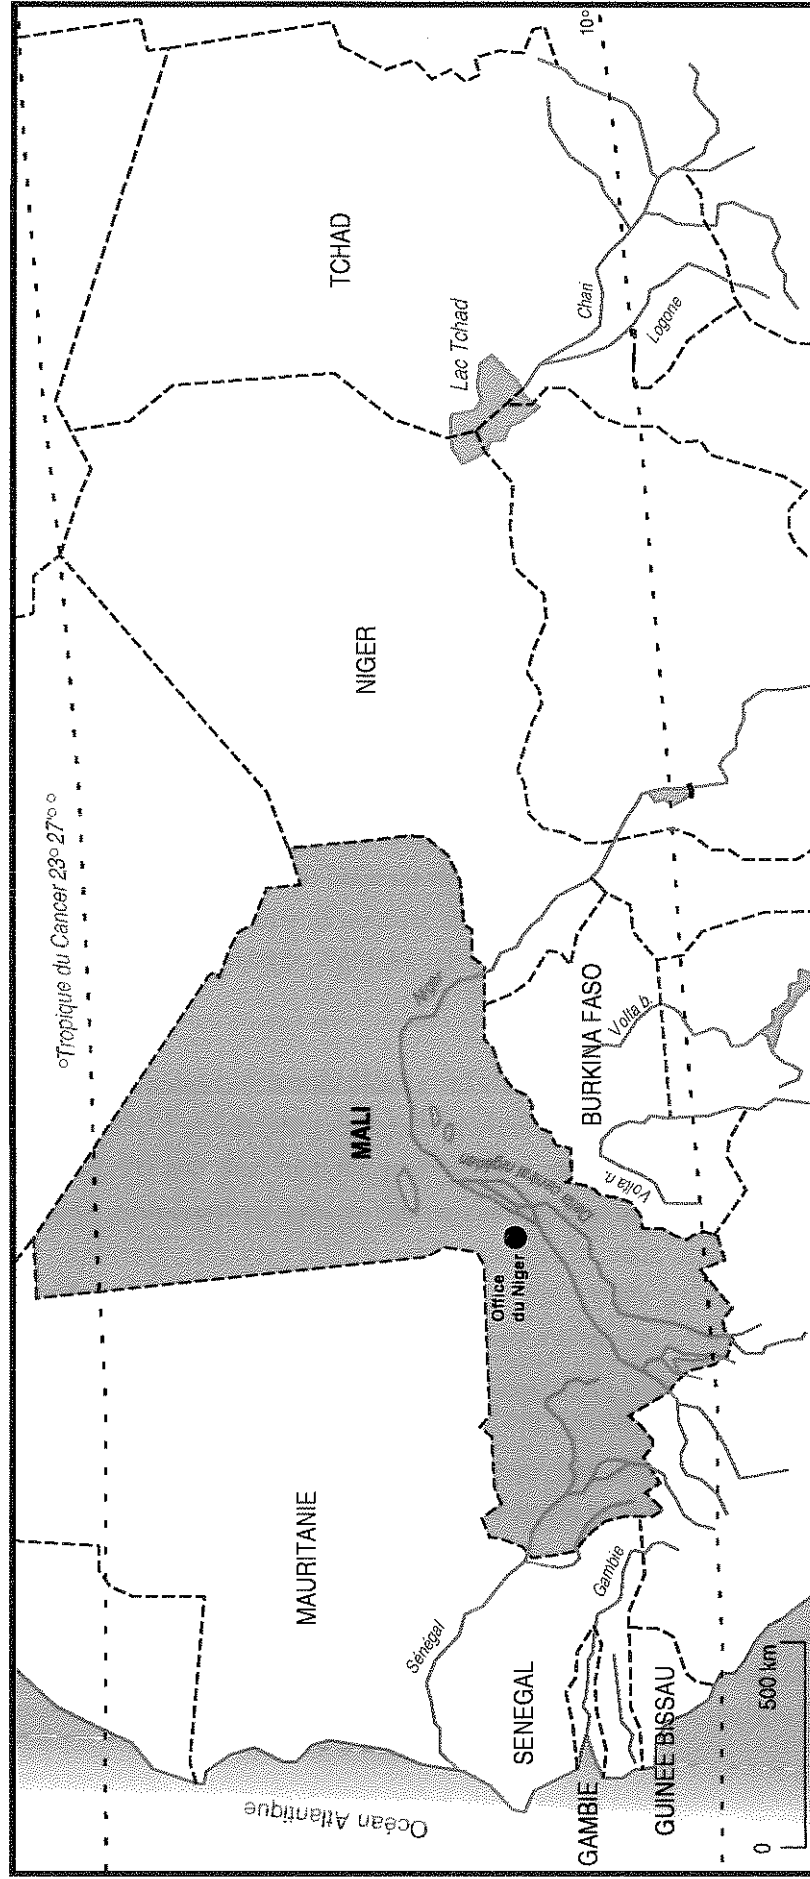 °Tropique du Cancer 23° 27'° °
Océan Atlantique
MAURITANIE
MALI
NIGER
TCHAD
Lac Tchad
Sénégal
Niger
Chari
Logone
10°
Office
du Niger
SENEGAL
Gambie
GAMBIE
GUINEE BISSAU
BURKINA FASO
Volta b.
Volta n.
0
500 km